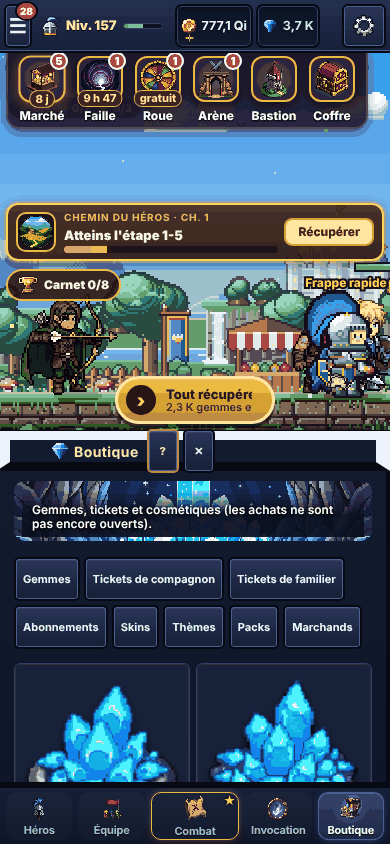 28
Niv. 157
777,1 Qi
3,7 K
5
1
1
1
8 j
9 h 47
gratuit
Marché
Faille
Roue
Arène
Bastion
Coffre
CHEMIN DU HÉROS · CH. 1
Atteins l'étape 1-5
Récupérer
Carnet 0/8
Frappe rapide
Tout récupére
2,3 K gemmes e
Boutique
?
×
Gemmes, tickets et cosmétiques (les achats ne sont
pas encore ouverts).
Gemmes
Tickets de compagnon
Tickets de familier
Abonnements
Skins
Thèmes
Packs
Marchands
Héros
Équipe
Combat
Invocation
Boutique